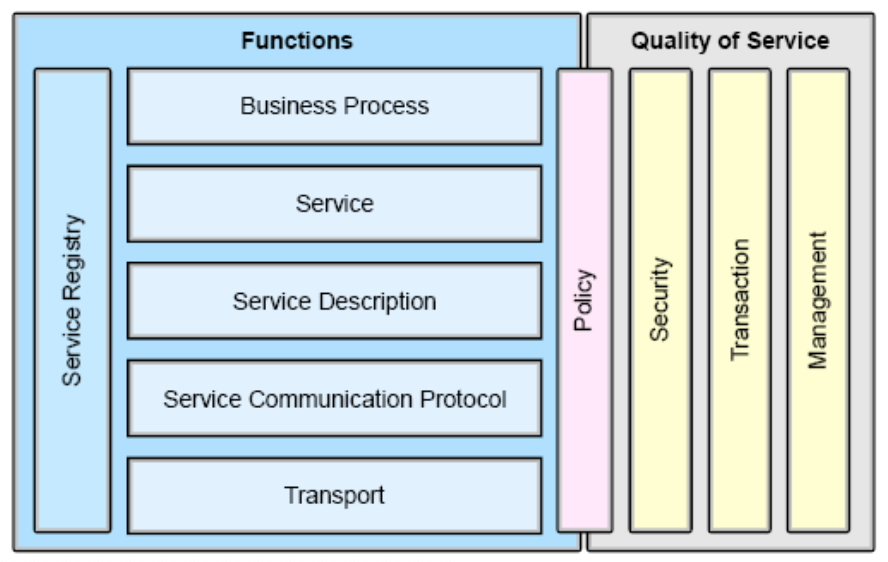 Functions
Quality of Service
Service Registry
Business Process
Service
Service Description
Service Communication Protocol
Transport
Policy
Security
Transaction
Management